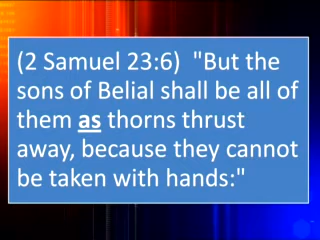 (2 Samuel 23:6)  "But the
sons of Belial shall be all of
them as thorns thrust
away, because they cannot
be taken with hands:"